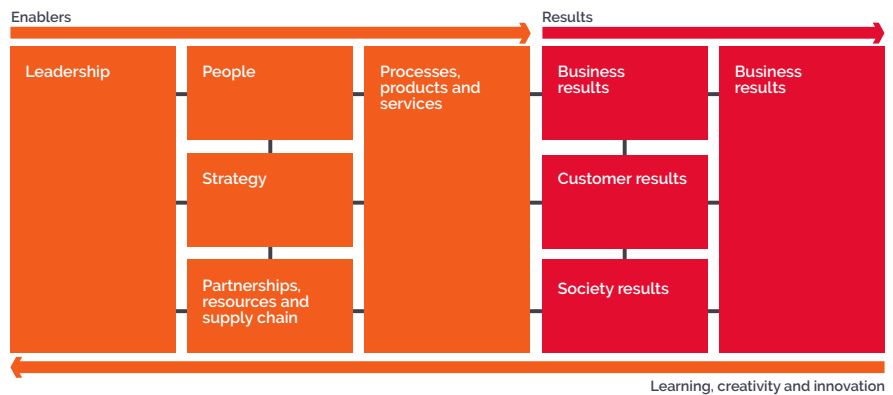 Enablers
Results
Leadership
People
Processes,
products and
services
Business
results
Business
results
Strategy
Customer results
Partnerships,
resources and
supply chain
Society results
Learning, creativity and innovation